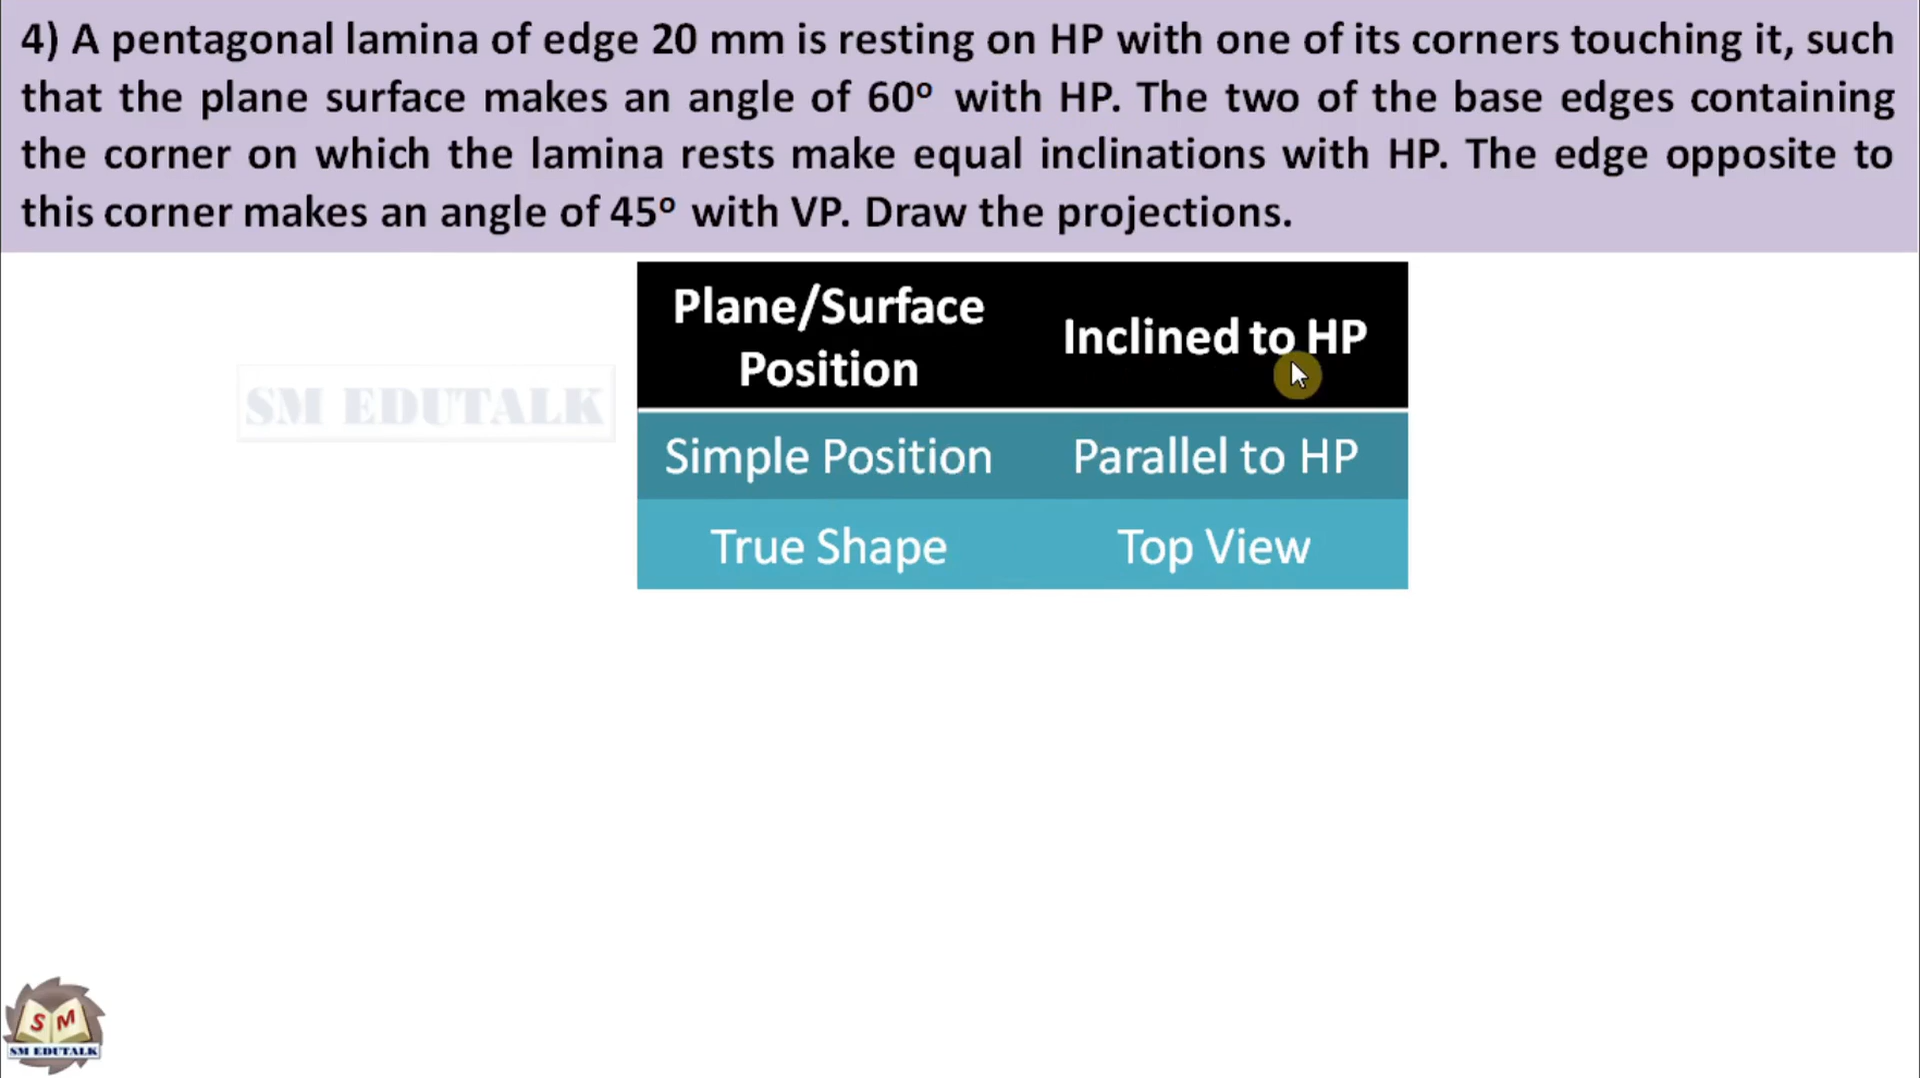 4) A pentagonal lamina of edge 20 mm is resting on HP with one of its corners touching it, such
that the plane surface makes an angle of 60º with HP. The two of the base edges containing
the corner on which the lamina rests make equal inclinations with HP. The edge opposite to
this corner makes an angle of 45º with VP. Draw the projections.
Plane/Surface
Position
Inclined to HP
SM EDUTALK
Simple Position
Parallel to HP
True Shape
Top View
S M
SM EDUTALK